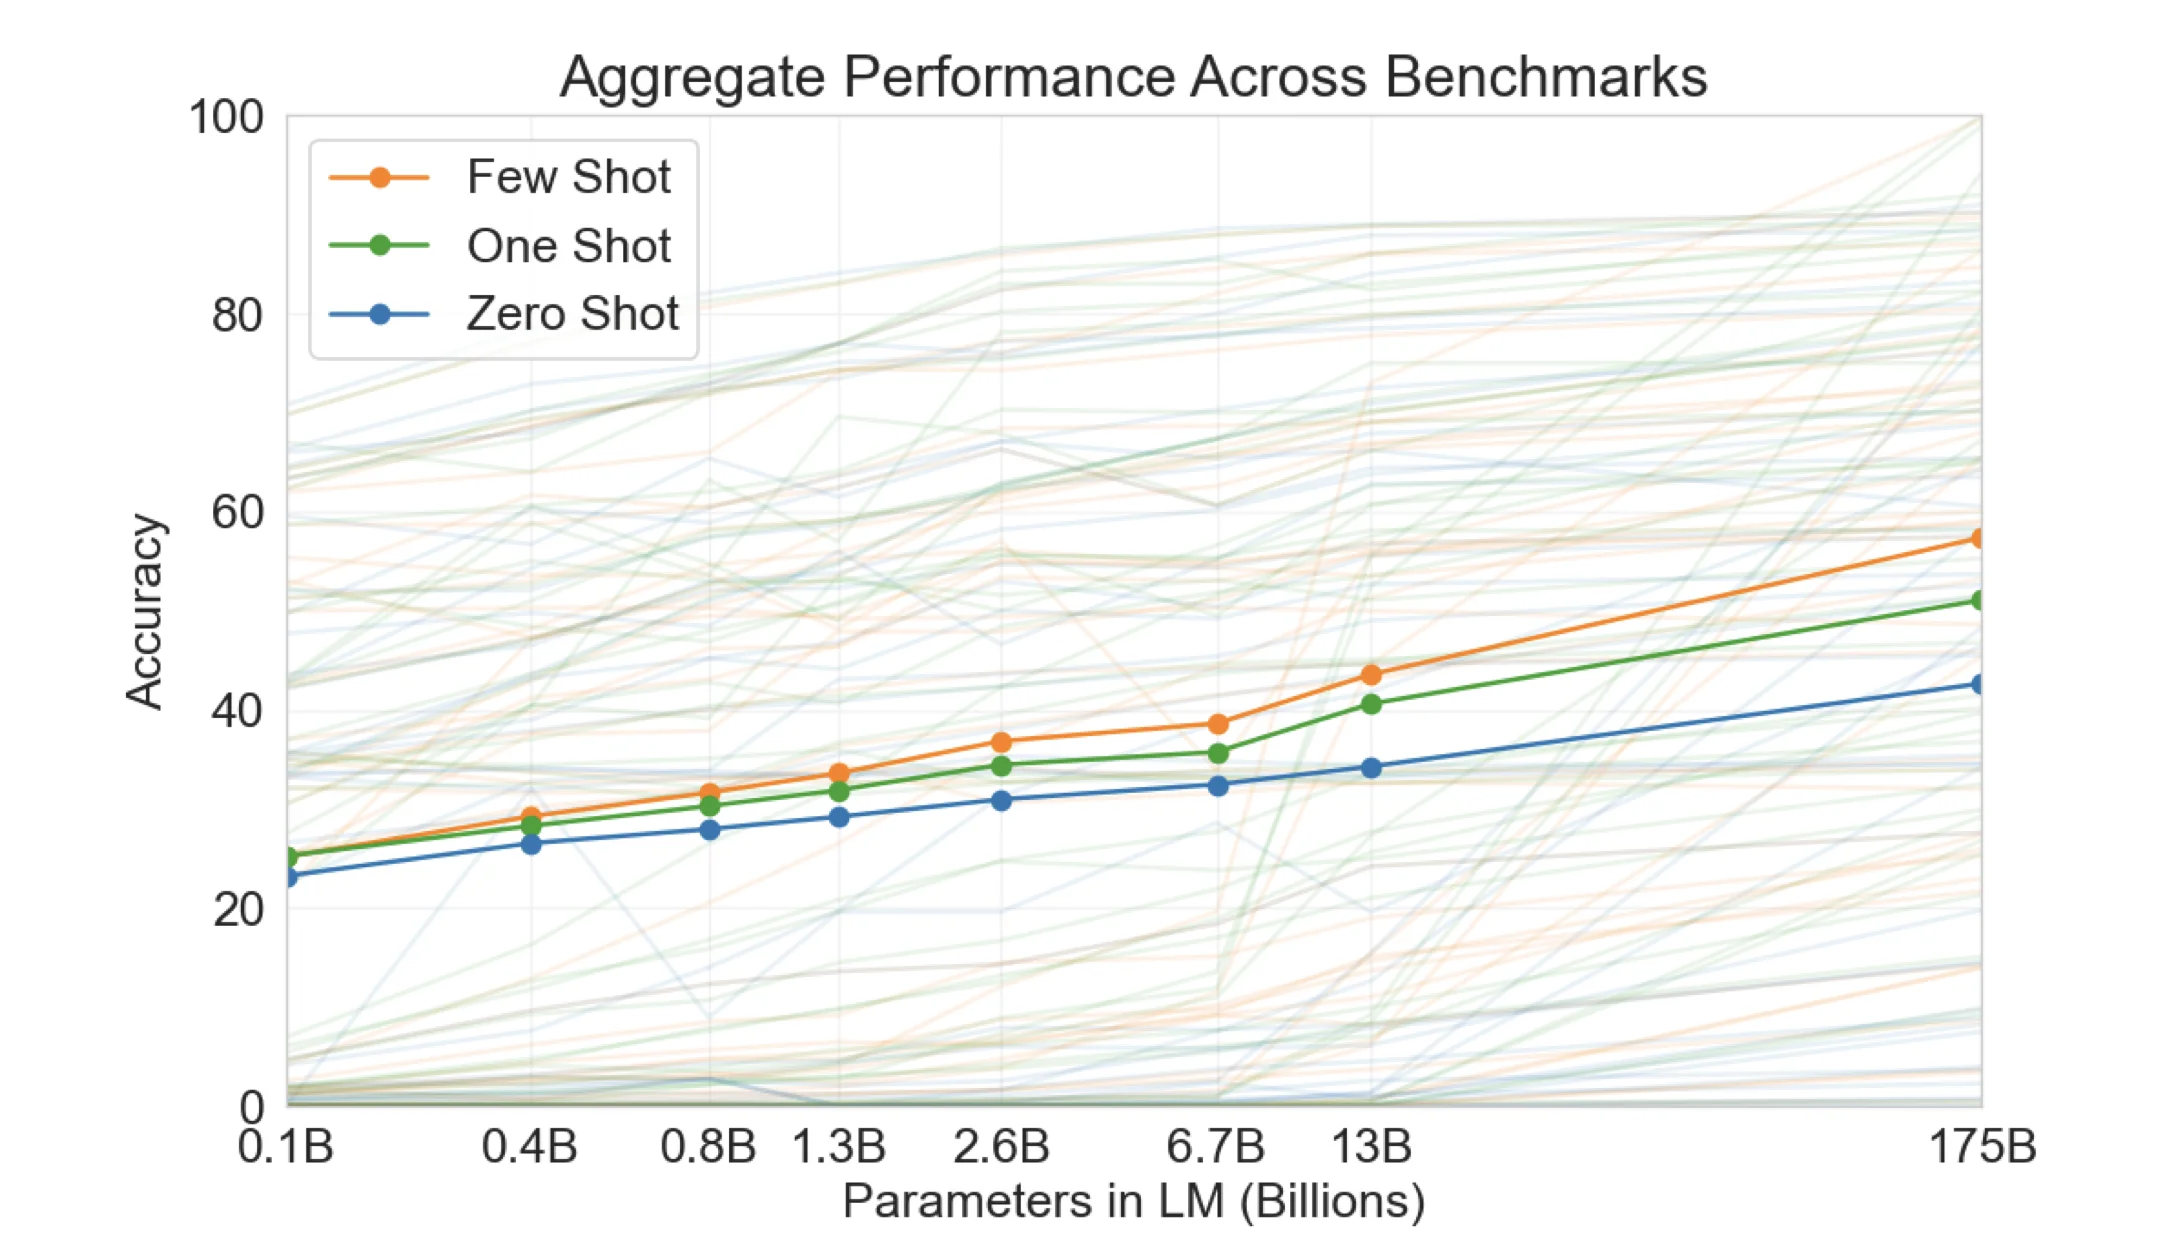 Aggregate Performance Across Benchmarks
100
80
60
40
20
0
Accuracy
Few Shot
One Shot
Zero Shot
0.1B 0.4B 0.8B 1.3B 2.6B 6.7B 13B 175B
Parameters in LM (Billions)